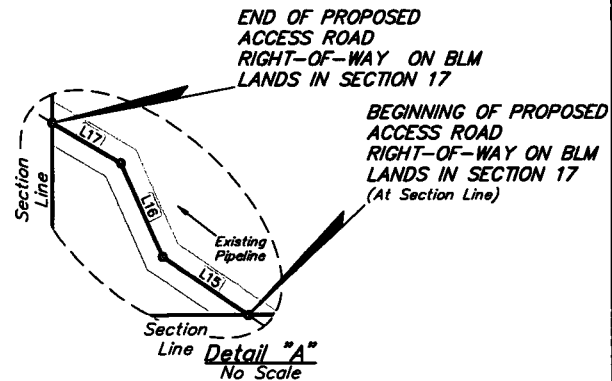 END OF PROPOSED
ACCESS ROAD
RIGHT-OF-WAY ON BLM
LANDS IN SECTION 17
BEGINNING OF PROPOSED
ACCESS ROAD
RIGHT-OF-WAY ON BLM
LANDS IN SECTION 17
(At Section Line)
Section
Line
L17
L16
Existing
Pipeline
L15
Section
Line
Detail "A"
No Scale